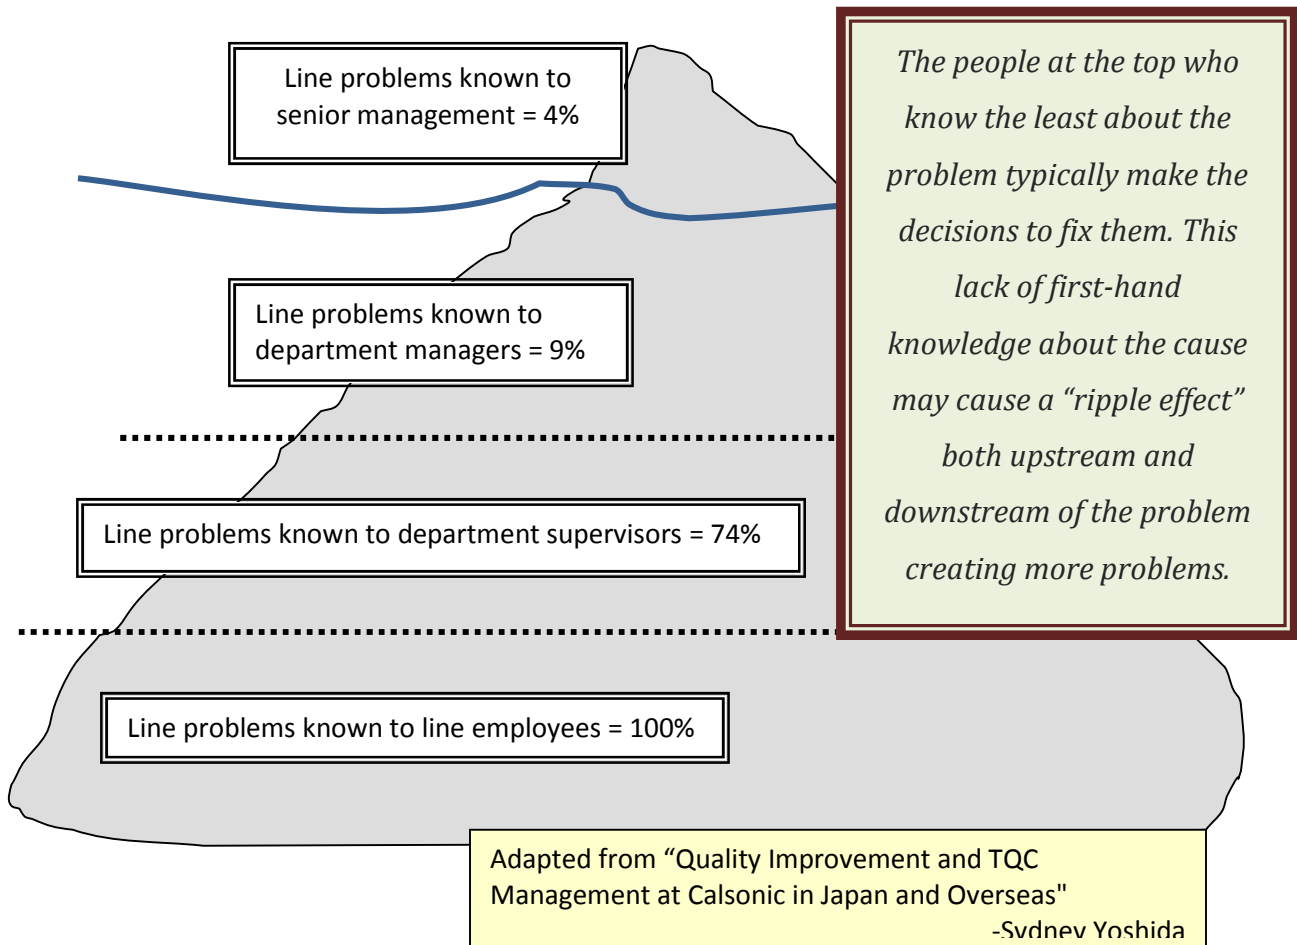 Line problems known to
senior management = 4%
The people at the top who
know the least about the
problem typically make the
decisions to fix them. This
lack of first-hand
knowledge about the cause
may cause a “ripple effect”
both upstream and
downstream of the problem
creating more problems.
Line problems known to
department managers = 9%
Line problems known to department supervisors = 74%
Line problems known to line employees = 100%
Adapted from “Quality Improvement and TQC
Management at Calsonic in Japan and Overseas"
-Sydney Yoshida